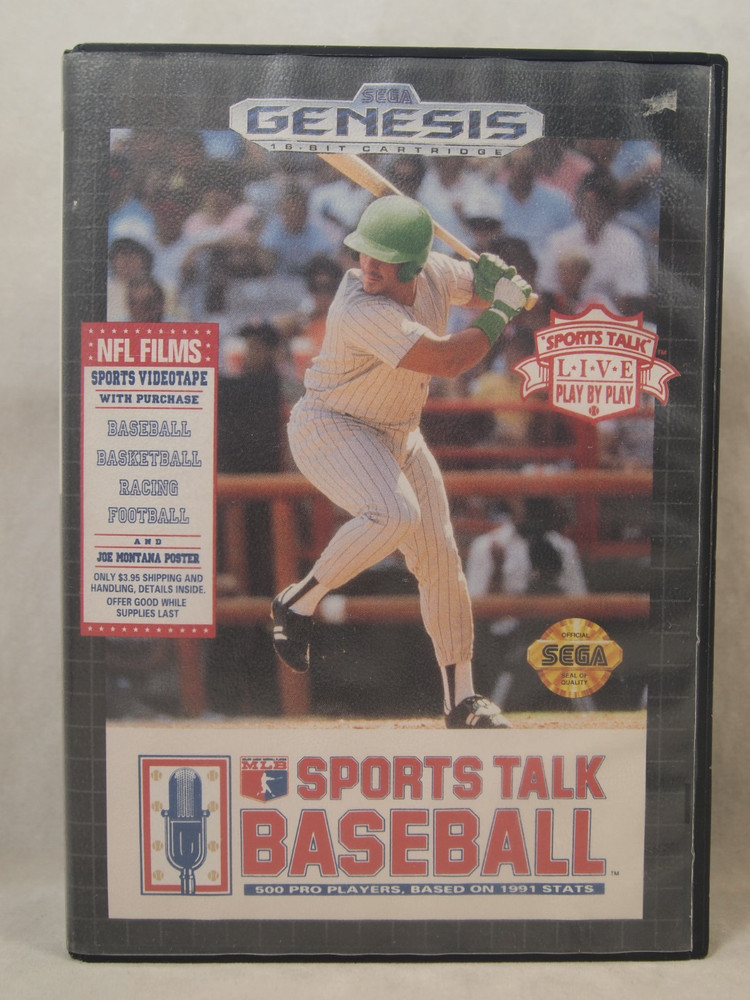 SEGA
GENESIS
16-BIT CARTRIDGE
NFL FILMS
SPORTS VIDEOTAPE
WITH PURCHASE
BASEBALL
BASKETBALL
RACING
FOOTBALL
AND
JOE MONTANA POSTER
ONLY $3.95 SHIPPING AND
HANDLING, DETAILS INSIDE.
OFFER GOOD WHILE
SUPPLIES LAST
"SPORTS TALK"
L·I·V·E
PLAY BY PLAY
TM
OFFICIAL
SEGA
SEAL OF
QUALITY
MLB
SPORTS TALK
BASEBALL
TM
500 PRO PLAYERS, BASED ON 1991 STATS